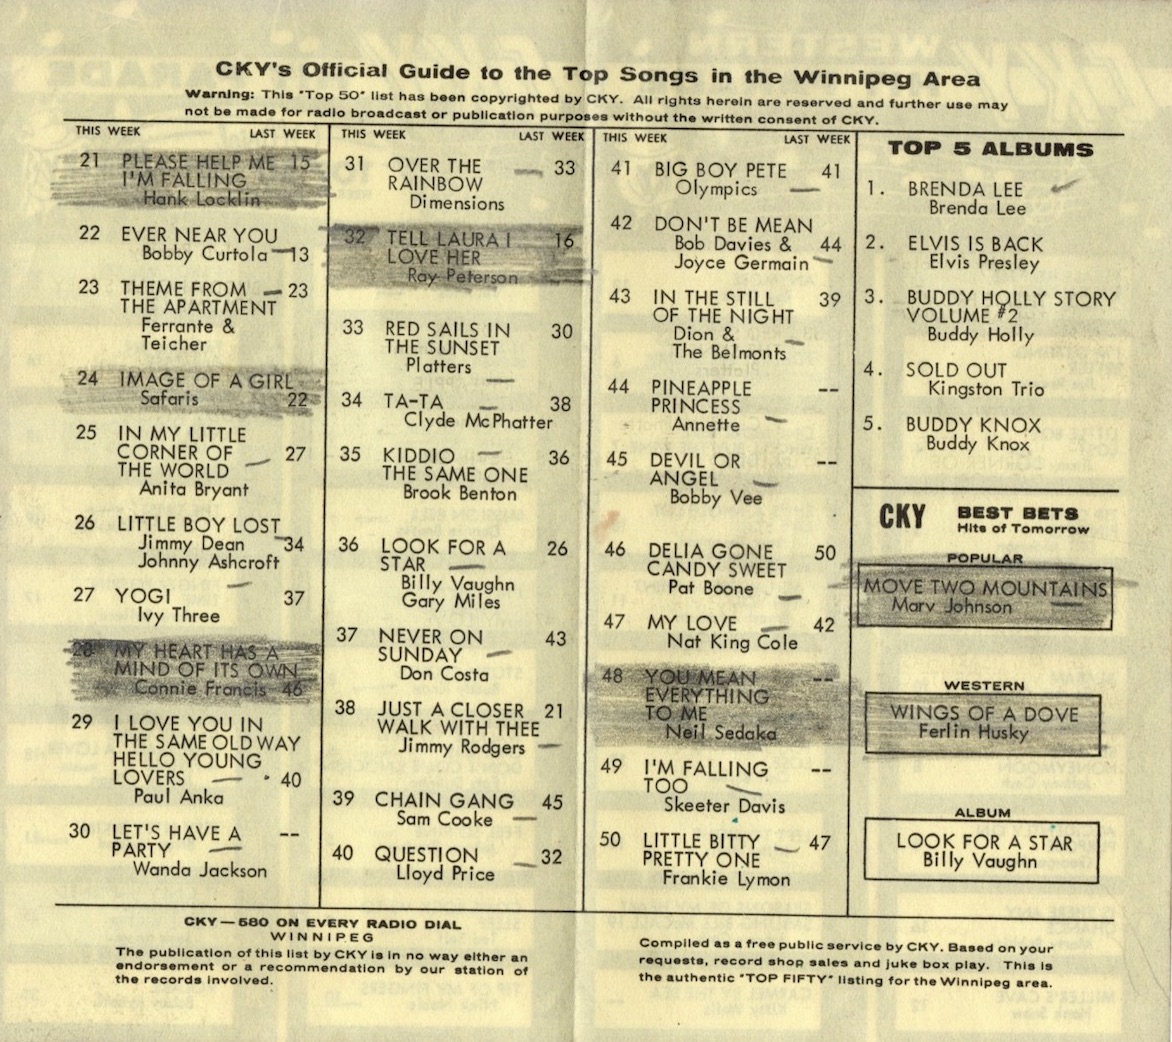 CKY's Official Guide to the Top Songs in the Winnipeg Area
Warning: This "Top 50" list has been copyrighted by CKY. All rights herein are reserved and further use may
not be made for radio broadcast or publication purposes without the written consent of CKY.
THIS WEEK LAST WEEK
21 PLEASE HELP ME 15
I'M FALLING
Hank Locklin
22 EVER NEAR YOU
Bobby Curtola 13
23 THEME FROM 23
THE APARTMENT
Ferrante &
Teicher
24 IMAGE OF A GIRL
Safaris 22
25 IN MY LITTLE
CORNER OF 27
THE WORLD
Anita Bryant
26 LITTLE BOY LOST
Jimmy Dean 34
Johnny Ashcroft
27 YOGI 37
Ivy Three
28 MY HEART HAS A
MIND OF ITS OWN
Connie Francis 46
29 I LOVE YOU IN
THE SAME OLD WAY
HELLO YOUNG
LOVERS 40
Paul Anka
30 LET'S HAVE A --
PARTY
Wanda Jackson
THIS WEEK LAST WEEK
31 OVER THE 33
RAINBOW
Dimensions
32 TELL LAURA I 16
LOVE HER
Ray Peterson
33 RED SAILS IN 30
THE SUNSET
Platters
34 TA-TA 38
Clyde McPhatter
35 KIDDIO 36
THE SAME ONE
Brook Benton
36 LOOK FOR A 26
STAR
Billy Vaughn
Gary Miles
37 NEVER ON 43
SUNDAY
Don Costa
38 JUST A CLOSER 21
WALK WITH THEE
Jimmy Rodgers
39 CHAIN GANG 45
Sam Cooke
40 QUESTION 32
Lloyd Price
THIS WEEK LAST WEEK
41 BIG BOY PETE 41
Olympics
42 DON'T BE MEAN
Bob Davies & 44
Joyce Germain
43 IN THE STILL 39
OF THE NIGHT
Dion &
The Belmonts
44 PINEAPPLE --
PRINCESS
Annette
45 DEVIL OR --
ANGEL
Bobby Vee
46 DELIA GONE 50
CANDY SWEET
Pat Boone
47 MY LOVE 42
Nat King Cole
48 YOU MEAN --
EVERYTHING
TO ME
Neil Sedaka
49 I'M FALLING --
TOO
Skeeter Davis
50 LITTLE BITTY 47
PRETTY ONE
Frankie Lymon
TOP 5 ALBUMS
1. BRENDA LEE
Brenda Lee
2. ELVIS IS BACK
Elvis Presley
3. BUDDY HOLLY STORY
VOLUME #2
Buddy Holly
4. SOLD OUT
Kingston Trio
5. BUDDY KNOX
Buddy Knox
CKY BEST BETS
Hits of Tomorrow
POPULAR
MOVE TWO MOUNTAINS
Marv Johnson
WESTERN
WINGS OF A DOVE
Ferlin Husky
ALBUM
LOOK FOR A STAR
Billy Vaughn
CKY—580 ON EVERY RADIO DIAL
WINNIPEG
The publication of this list by CKY is in no way either an
endorsement or a recommendation by our station of
the records involved.
Compiled as a free public service by CKY. Based on your
requests, record shop sales and juke box play. This is
the authentic "TOP FIFTY" listing for the Winnipeg area.